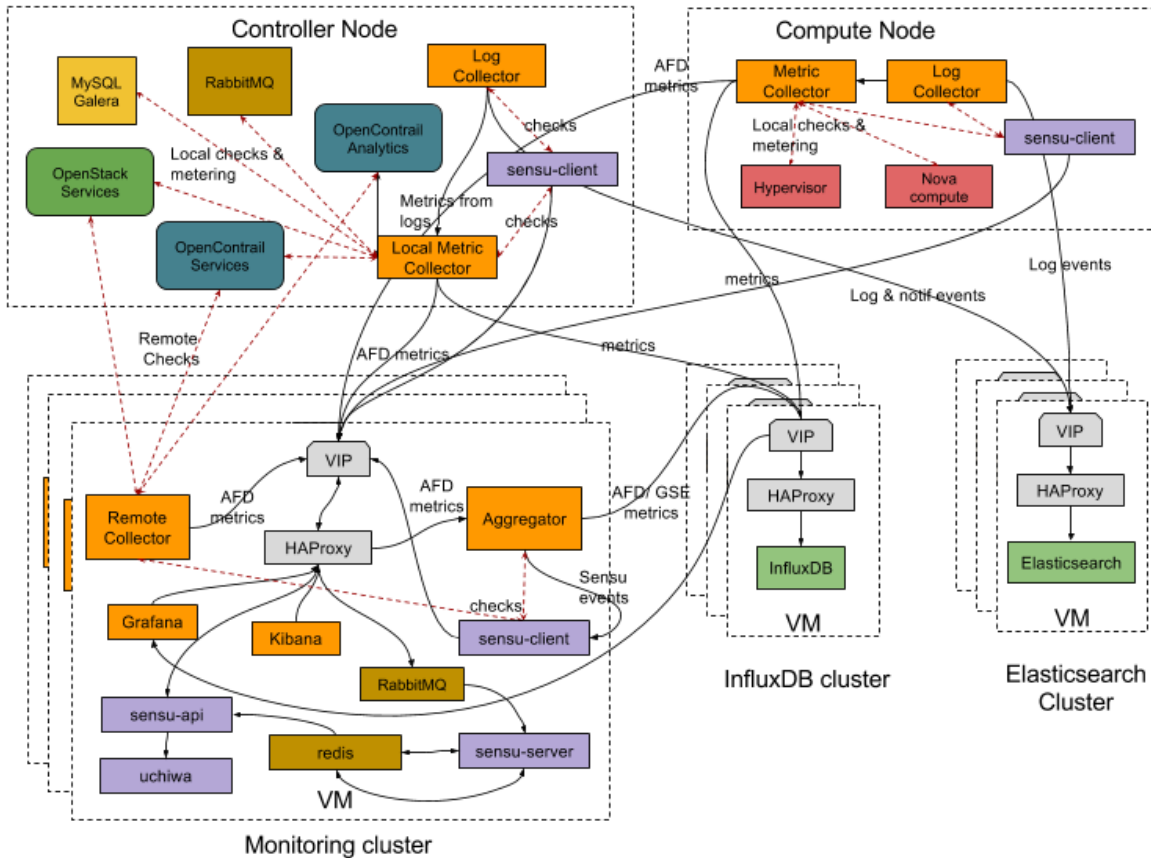 Controller Node
Compute Node
MySQL
Galera
RabbitMQ
Log
Collector
OpenContrail
Analytics
checks
sensu-client
Local checks &
metering
OpenStack
Services
Metrics from
logs
checks
OpenContrail
Services
Local Metric
Collector
AFD
metrics
Metric
Collector
Log
Collector
Local checks &
metering
sensu-client
Hypervisor
Nova
compute
Log events
metrics
Log & notif events
Remote
Checks
AFD metrics
metrics
VIP
AFD
metrics
AFD
metrics
Remote
Collector
Aggregator
AFD/ GSE
metrics
HAProxy
Sensu
events
checks
Grafana
Kibana
sensu-client
RabbitMQ
sensu-api
redis
sensu-server
uchiwa
VM
Monitoring cluster
VIP
HAProxy
InfluxDB
VM
InfluxDB cluster
VIP
HAProxy
Elasticsearch
VM
Elasticsearch
Cluster